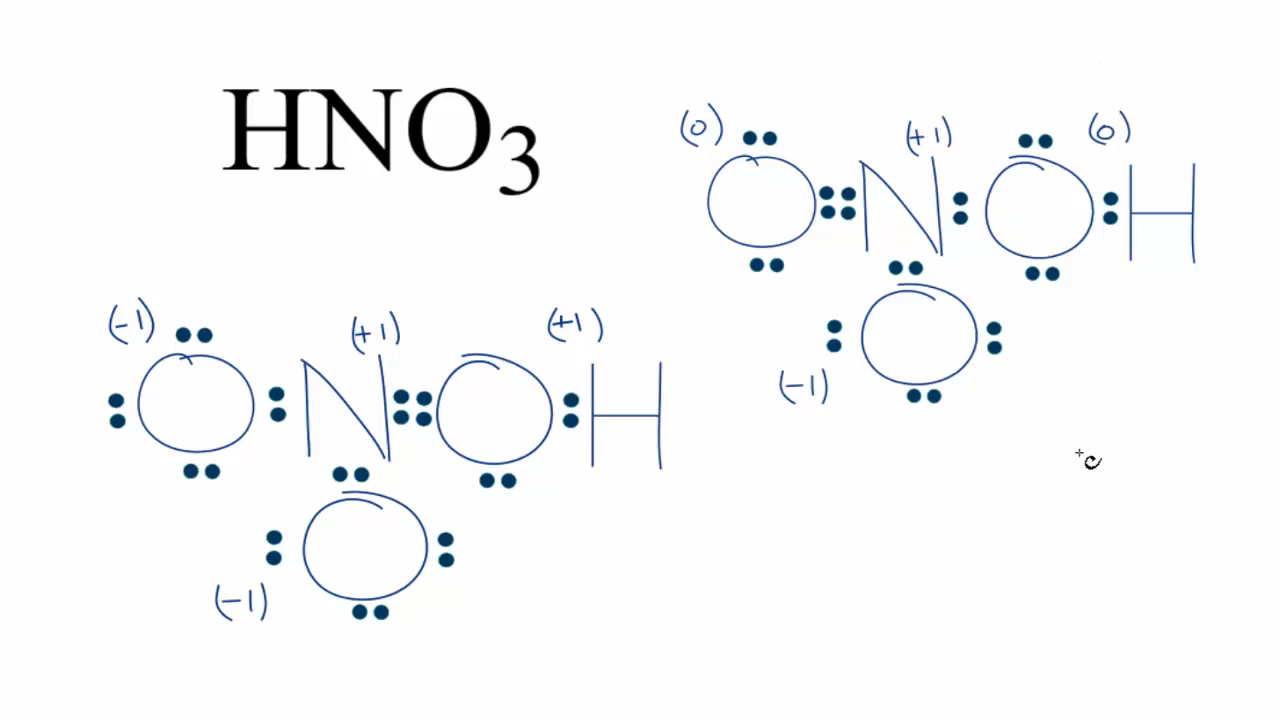 HNO₃
(0) (+1) (0)
O N O H
O
(-1)
(-1) (+1) (+1)
O N O H
O
(-1)